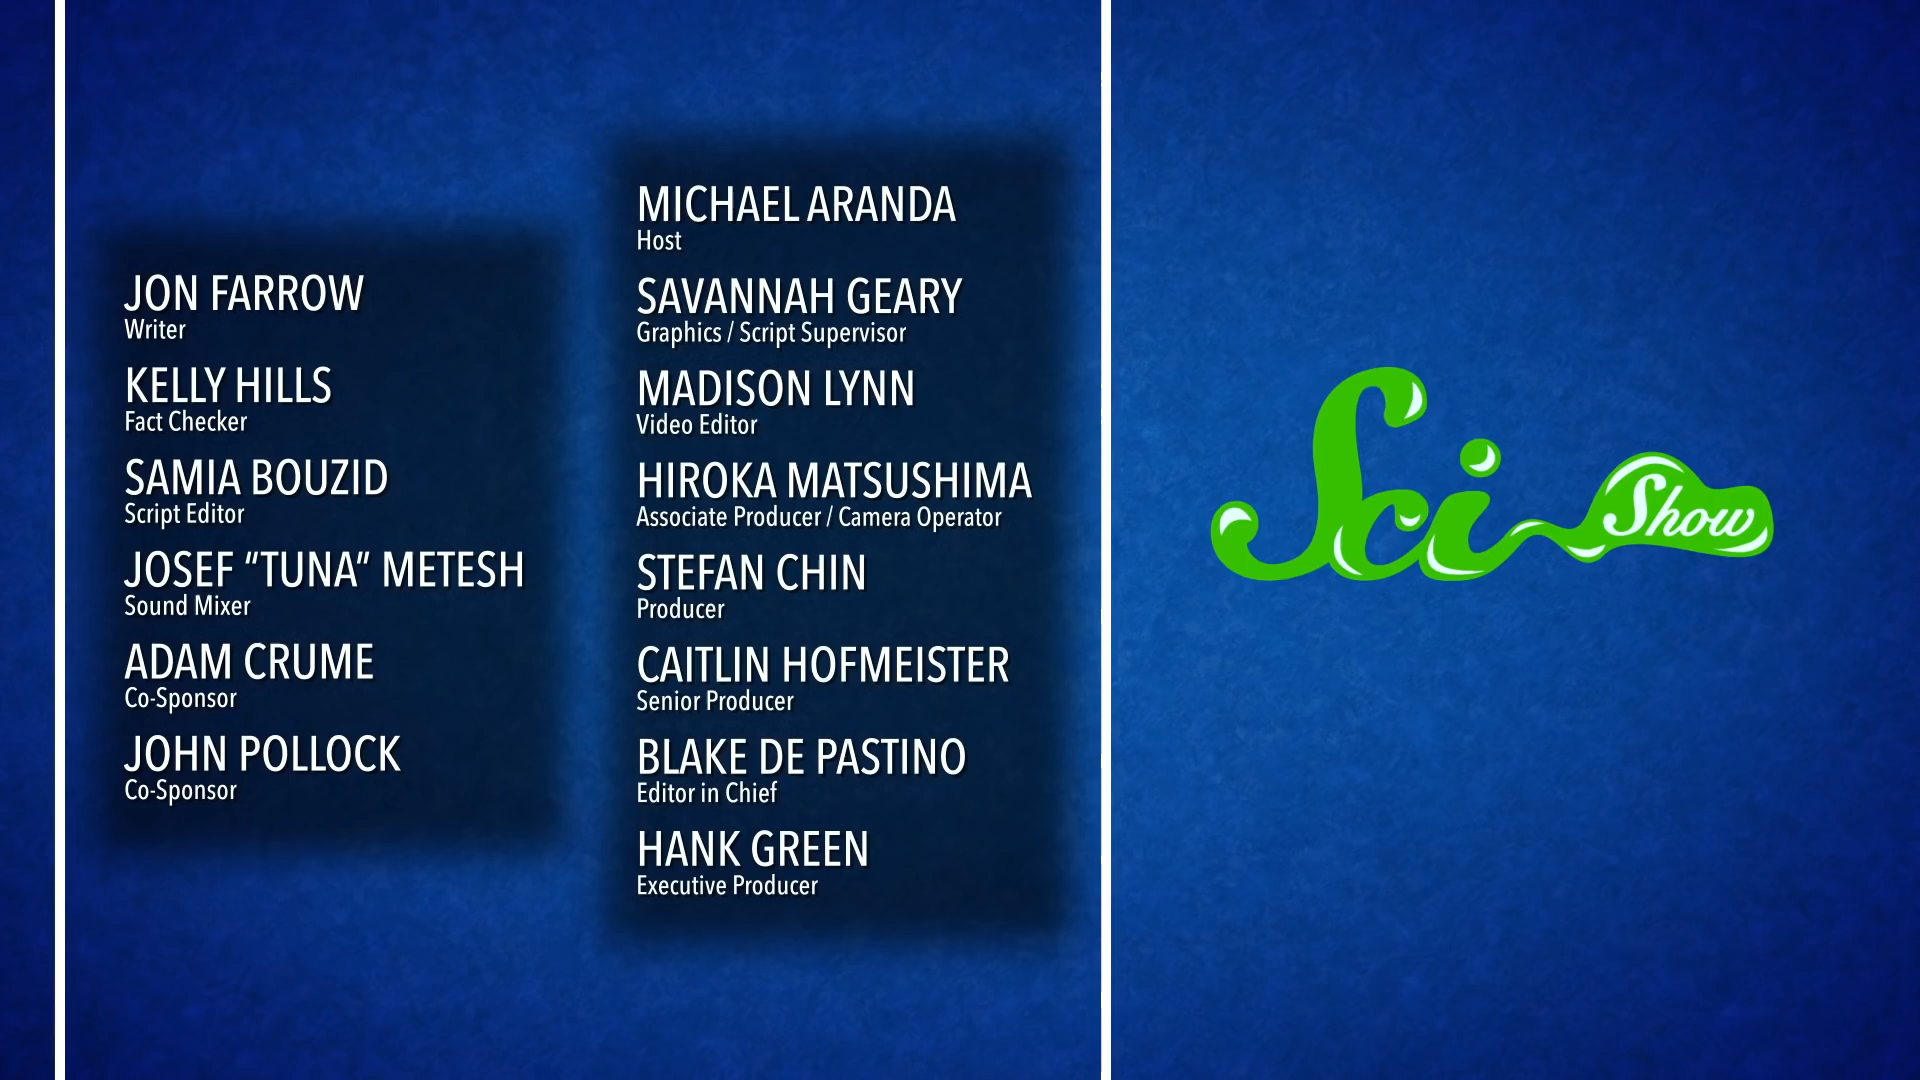 JON FARROW
Writer
KELLY HILLS
Fact Checker
SAMIA BOUZID
Script Editor
JOSEF “TUNA” METESH
Sound Mixer
ADAM CRUME
Co-Sponsor
JOHN POLLOCK
Co-Sponsor
MICHAEL ARANDA
Host
SAVANNAH GEARY
Graphics / Script Supervisor
MADISON LYNN
Video Editor
HIROKA MATSUSHIMA
Associate Producer / Camera Operator
STEFAN CHIN
Producer
CAITLIN HOFMEISTER
Senior Producer
BLAKE DE PASTINO
Editor in Chief
HANK GREEN
Executive Producer
Sci Show